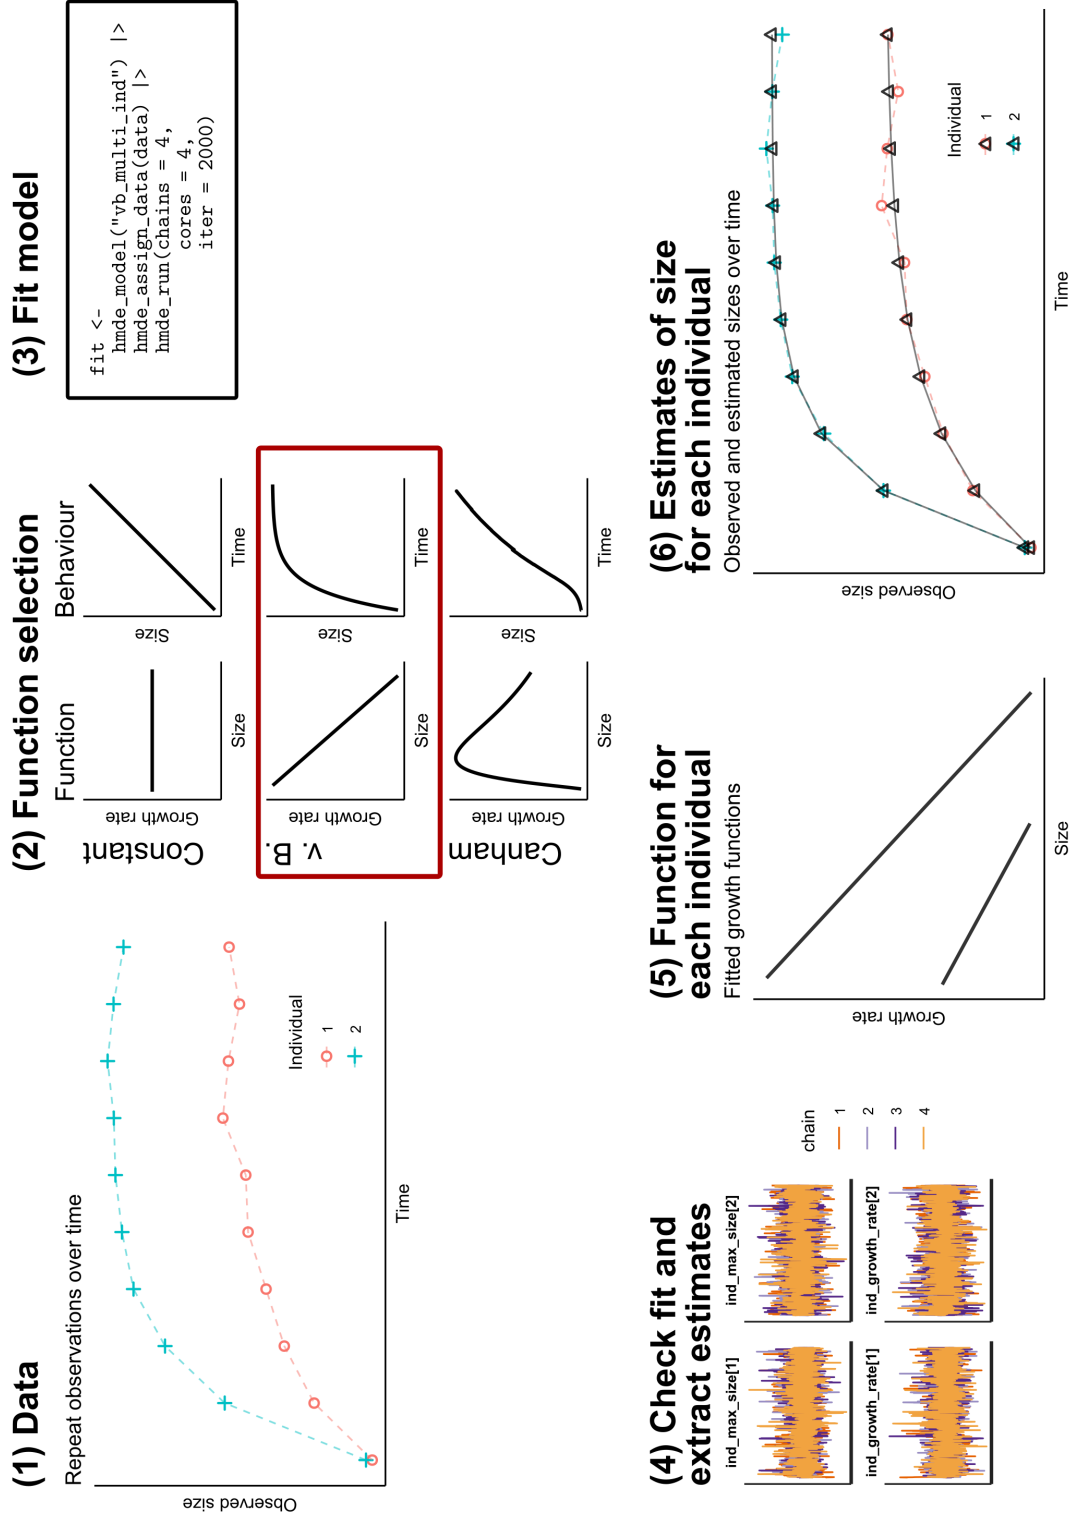 (1) Data
Repeat observations over time
Observed size
Time
Individual
1
2
(2) Function selection
Function
Behaviour
Constant
Growth rate
Size
Size
Time
v. B.
Growth rate
Size
Size
Time
Canham
Growth rate
Size
Size
Time
(3) Fit model
fit <-
hmde_model("vb_multi_ind") |>
hmde_assign_data(data) |>
hmde_run(chains = 4,
cores = 4,
iter = 2000)
(4) Check fit and
extract estimates
ind_max_size[1]
ind_max_size[2]
ind_growth_rate[1]
ind_growth_rate[2]
chain
1
2
3
4
(5) Function for
each individual
Fitted growth functions
Growth rate
Size
(6) Estimates of size
for each individual
Observed and estimated sizes over time
Observed size
Time
Individual
1
2